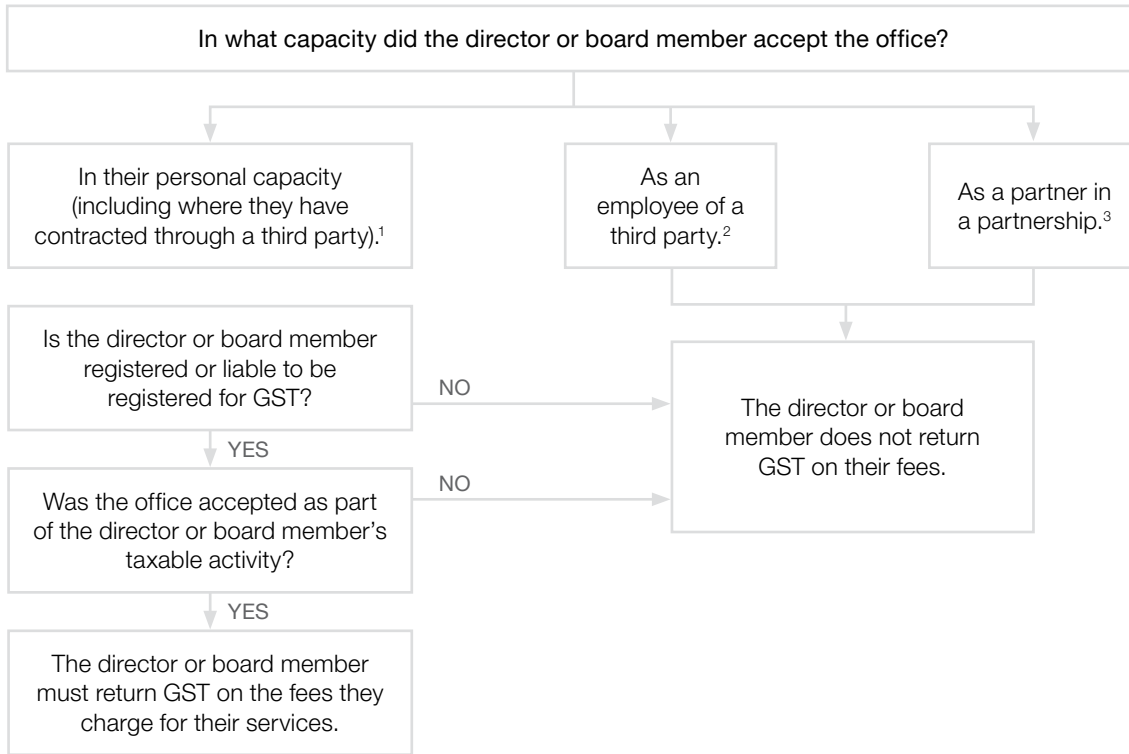 In what capacity did the director or board member accept the office?
In their personal capacity
(including where they have
contracted through a third party).¹
As an
employee of a
third party.²
As a partner in
a partnership.³
Is the director or board member
registered or liable to be
registered for GST?
NO
The director or board
member does not return
GST on their fees.
YES
Was the office accepted as part
of the director or board member’s
taxable activity?
NO
YES
The director or board member
must return GST on the fees they
charge for their services.